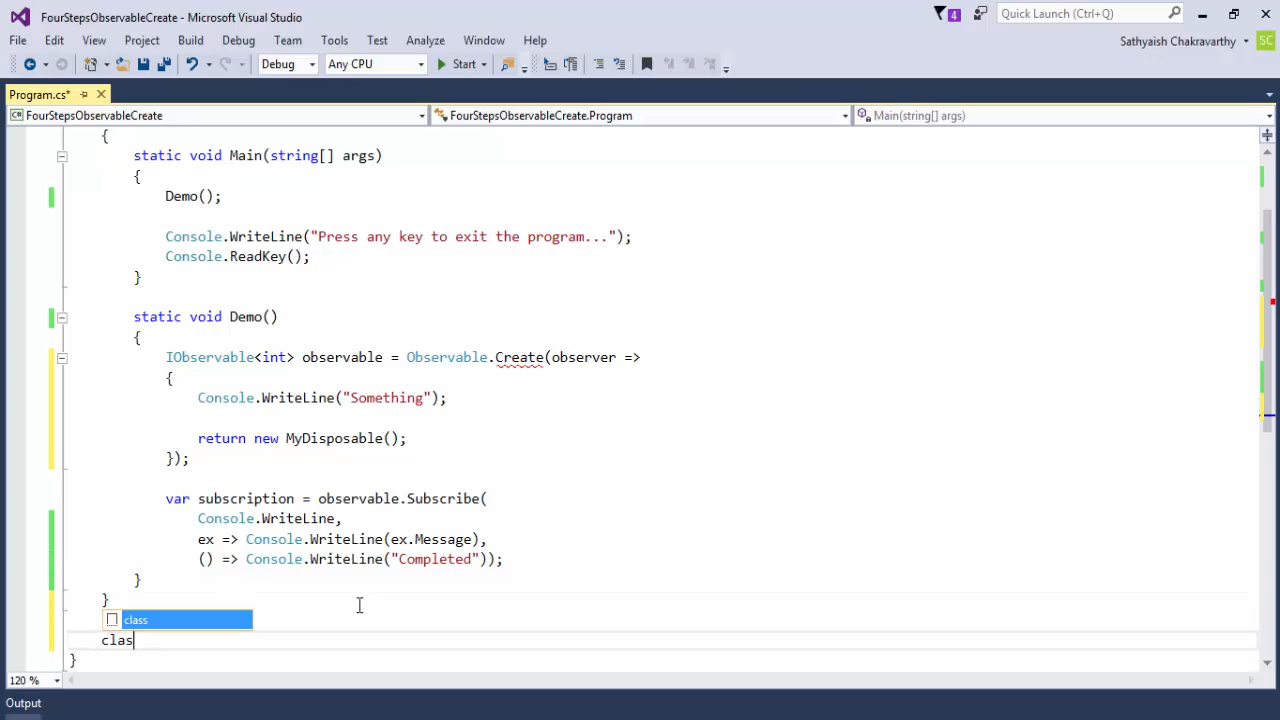 FourStepsObservableCreate - Microsoft Visual Studio
4
Quick Launch (Ctrl+Q)
File Edit View Project Build Debug Team Tools Test Analyze Window Help
Sathyaish Chakravarthy
SC
Debug Any CPU Start
Program.cs*
FourStepsObservableCreate FourStepsObservableCreate.Program Main(string[] args)
{
static void Main(string[] args)
{
Demo();
Console.WriteLine("Press any key to exit the program...");
Console.ReadKey();
}
static void Demo()
{
IObservable<int> observable = Observable.Create(observer =>
{
Console.WriteLine("Something");
return new MyDisposable();
});
var subscription = observable.Subscribe(
Console.WriteLine,
ex => Console.WriteLine(ex.Message),
() => Console.WriteLine("Completed"));
}
}
class
clas
}
120 %
Output